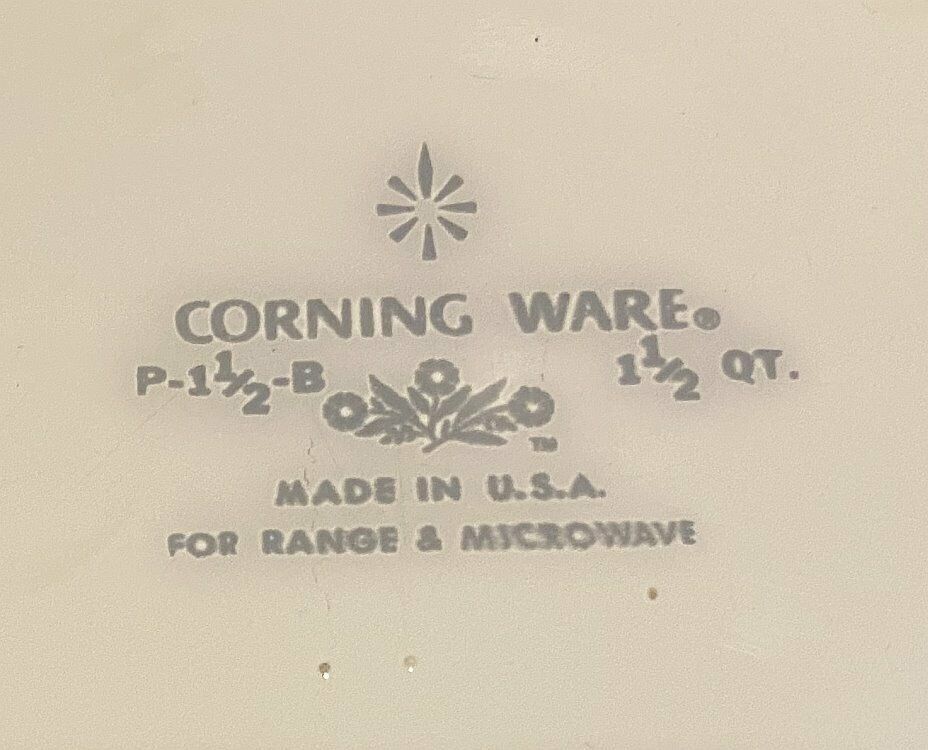 CORNING WARE®
P-1½-B 1½ QT.
TM
MADE IN U.S.A.
FOR RANGE & MICROWAVE